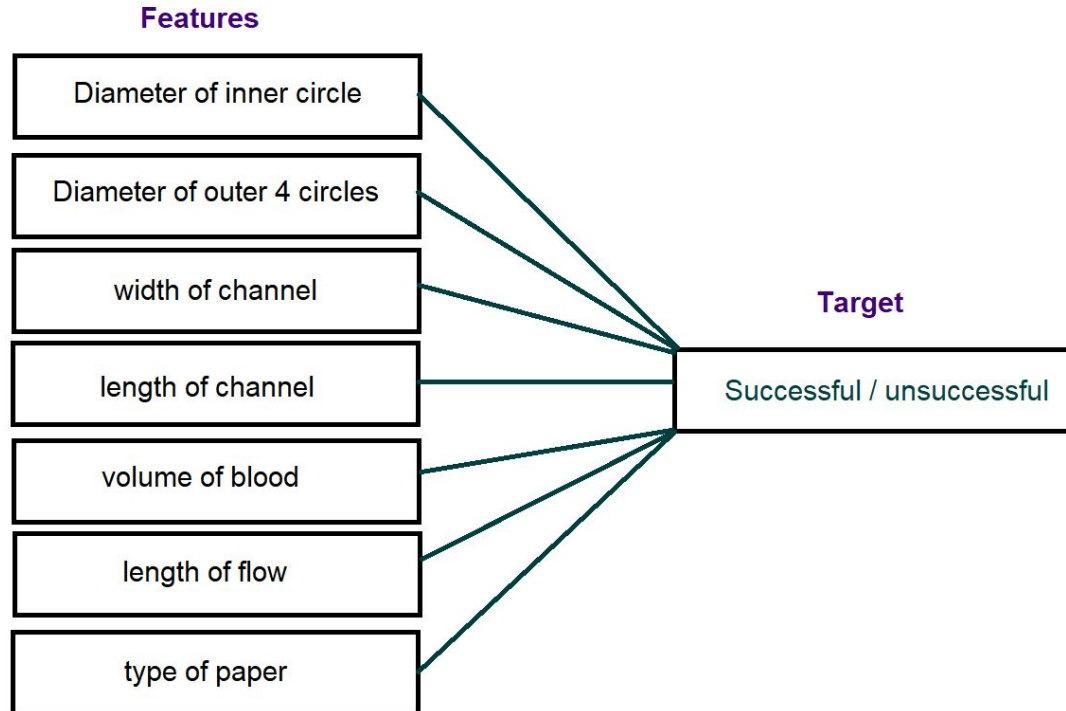 Features
Diameter of inner circle
Diameter of outer 4 circles
width of channel
length of channel
volume of blood
length of flow
type of paper
Target
Successful / unsuccessful